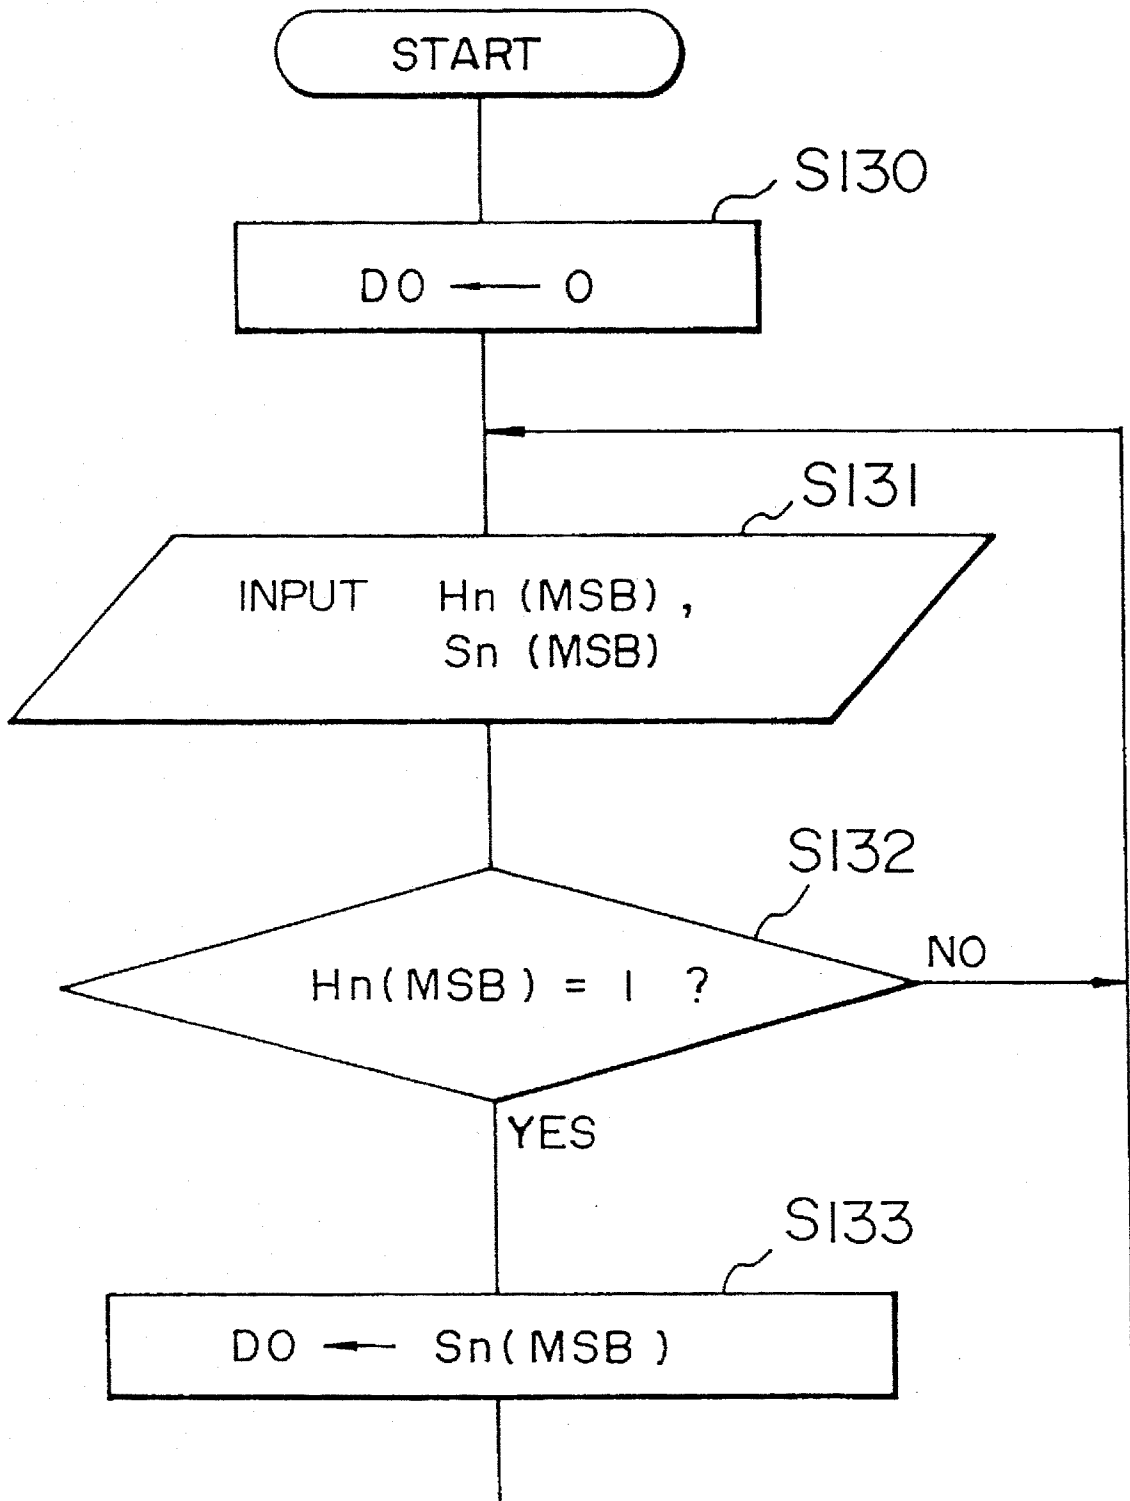 START
S130
DO ← 0
S131
INPUT Hn (MSB),
Sn (MSB)
S132
Hn(MSB) = 1 ?
NO
YES
S133
DO ← Sn(MSB)